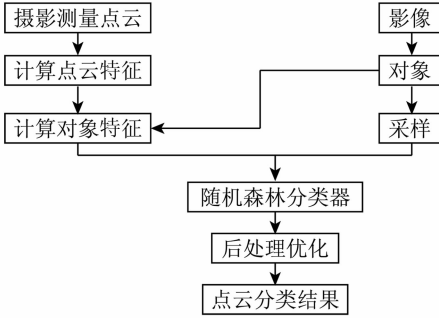 摄影测量点云
影像
计算点云特征
对象
计算对象特征
采样
随机森林分类器
后处理优化
点云分类结果